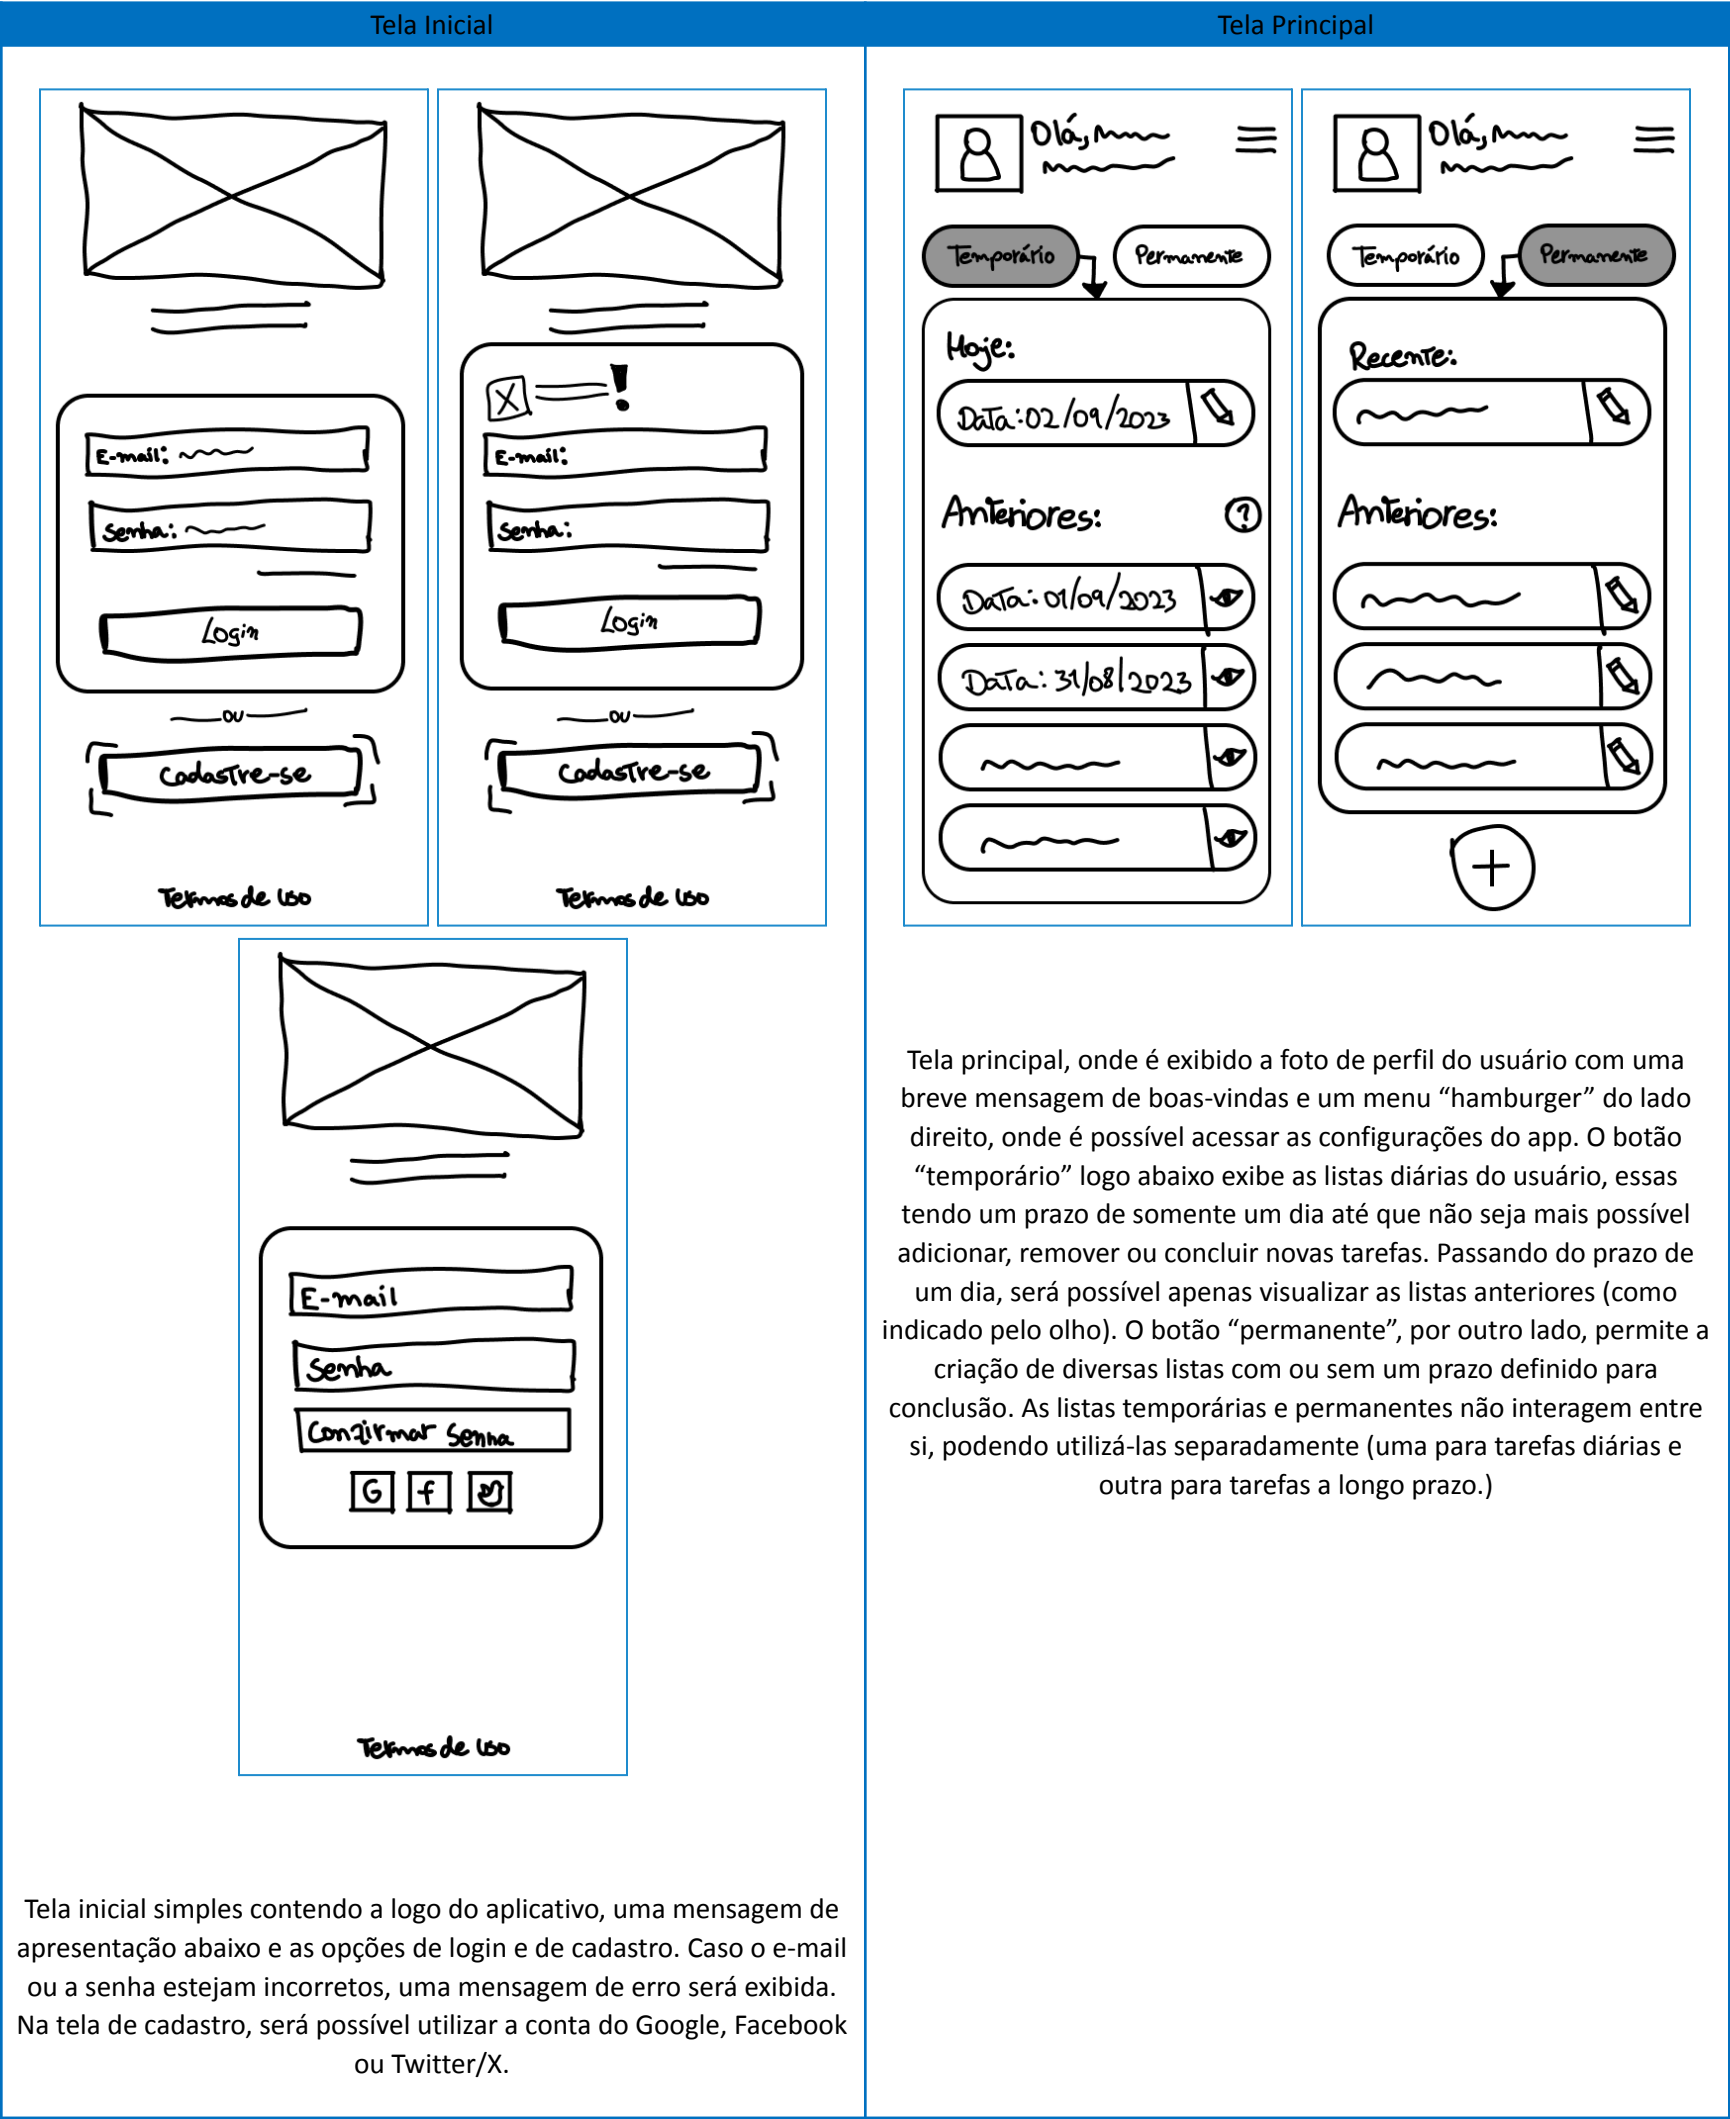 Tela Inicial
Tela Principal
E-mail:
Senha:
Login
OU
Cadastre-se
Termos de Uso
E-mail:
Senha:
Login
OU
Cadastre-se
Termos de Uso
E-mail
Senha
Confirmar Senha
G f
Termos de Uso
Tela inicial simples contendo a logo do aplicativo, uma mensagem de
apresentação abaixo e as opções de login e de cadastro. Caso o e-mail
ou a senha estejam incorretos, uma mensagem de erro será exibida.
Na tela de cadastro, será possível utilizar a conta do Google, Facebook
ou Twitter/X.
Olá,
Temporário Permanente
Hoje:
Data: 02/09/2023
Anteriores: ?
Data: 01/09/2023
Data: 31/08/2023
Olá,
Temporário Permanente
Recente:
Anteriores:
+
Tela principal, onde é exibido a foto de perfil do usuário com uma
breve mensagem de boas-vindas e um menu “hamburger” do lado
direito, onde é possível acessar as configurações do app. O botão
“temporário” logo abaixo exibe as listas diárias do usuário, essas
tendo um prazo de somente um dia até que não seja mais possível
adicionar, remover ou concluir novas tarefas. Passando do prazo de
um dia, será possível apenas visualizar as listas anteriores (como
indicado pelo olho). O botão “permanente”, por outro lado, permite a
criação de diversas listas com ou sem um prazo definido para
conclusão. As listas temporárias e permanentes não interagem entre
si, podendo utilizá-las separadamente (uma para tarefas diárias e
outra para tarefas a longo prazo.)